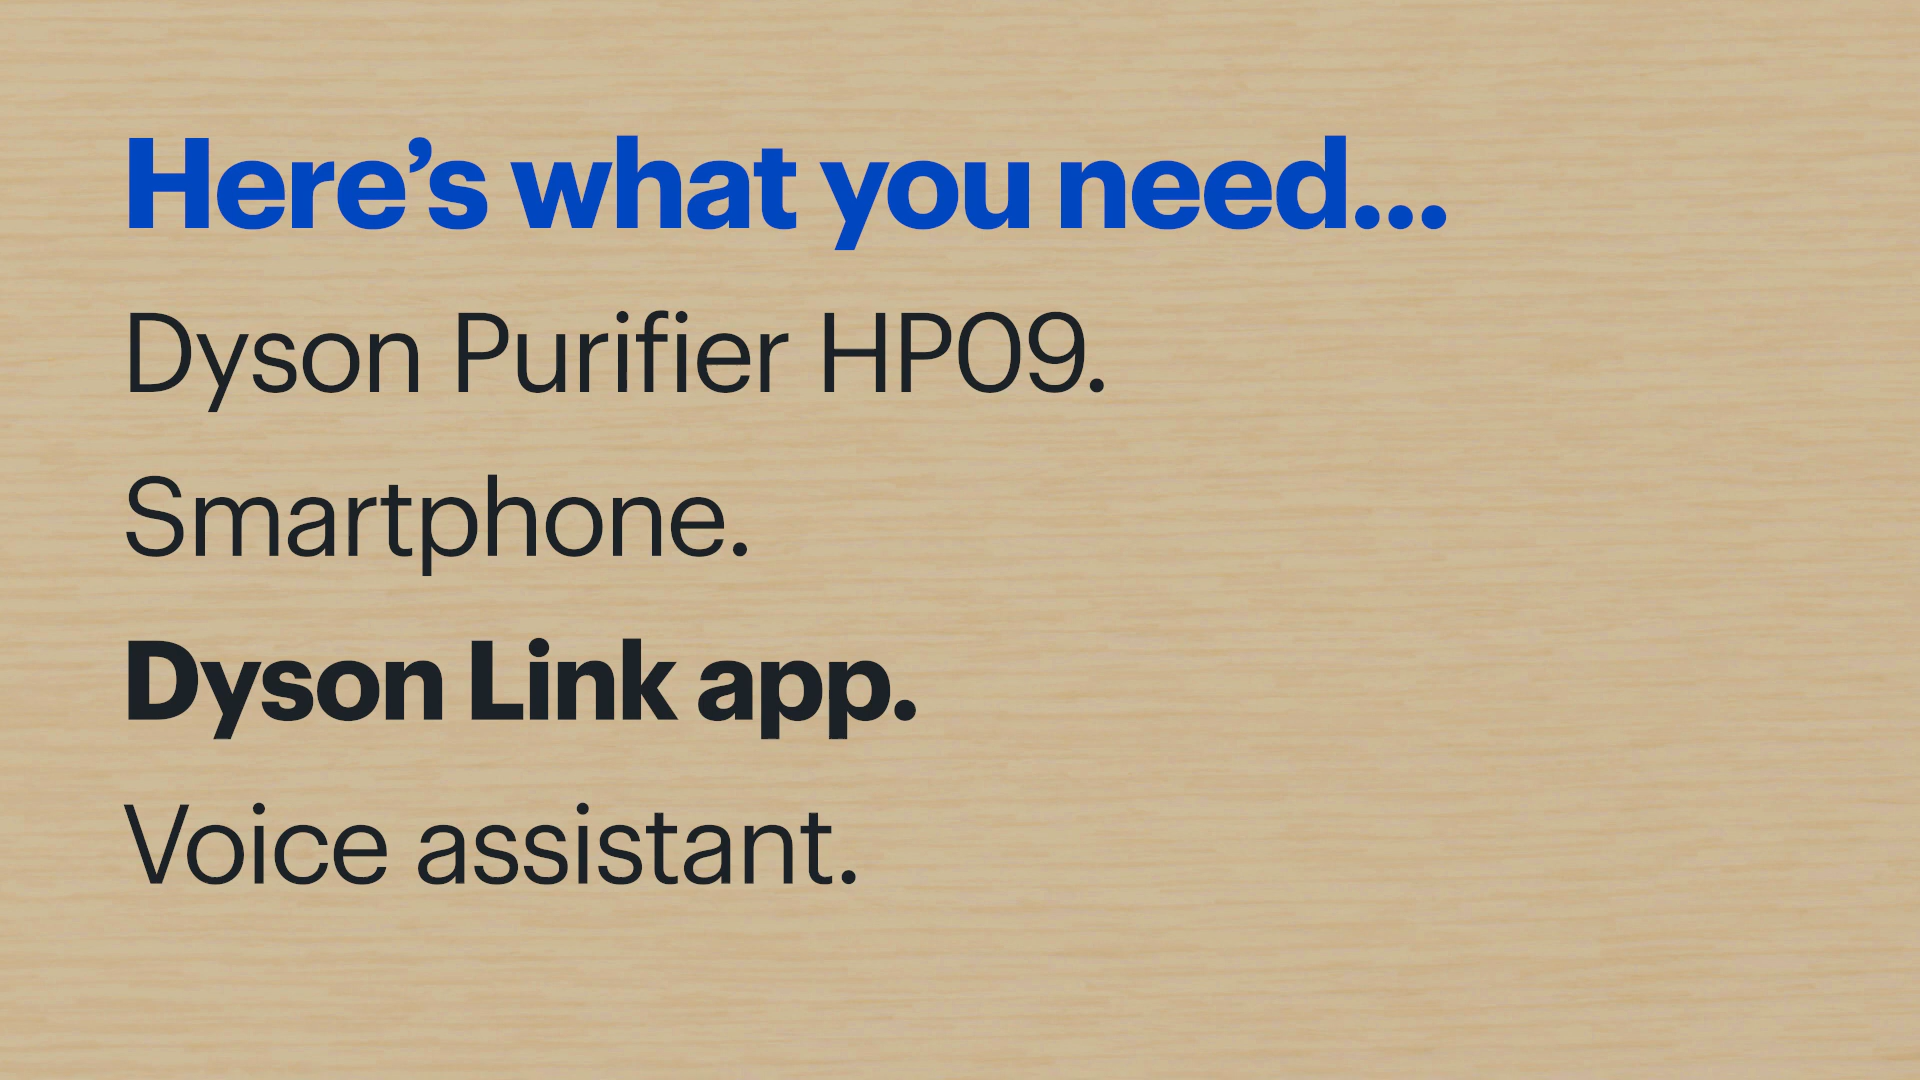 Here’s what you need...
Dyson Purifier HP09.
Smartphone.
Dyson Link app.
Voice assistant.